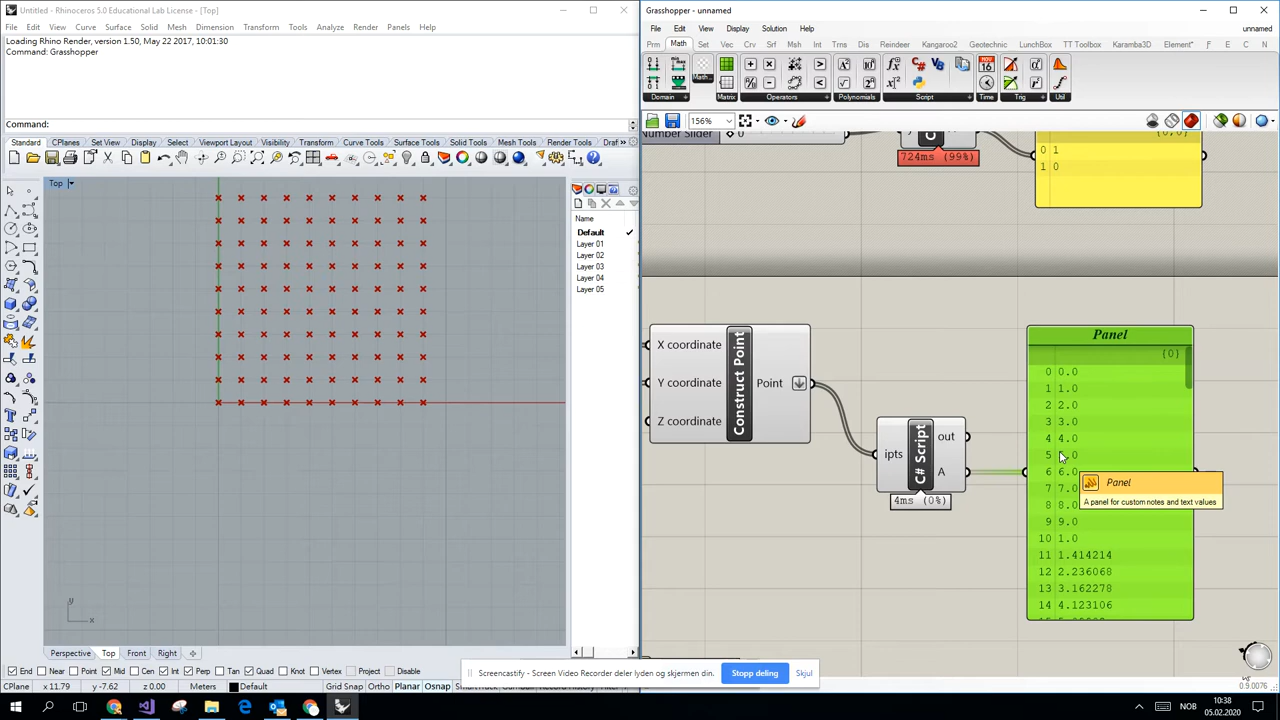 Untitled - Rhinoceros 5.0 Educational Lab License - [Top]
File Edit View Curve Surface Solid Mesh Dimension Transform Tools Analyze Render Panels Help
Loading Rhino Render, version 1.50, May 22 2017, 10:01:30
Command: Grasshopper
Command:
Standard CPlanes Set View Display Select Viewport Layout Visibility Transform Curve Tools Surface Tools Solid Tools Mesh Tools Render Tools
Top
Name
Default
Layer 01
Layer 02
Layer 03
Layer 04
Layer 05
y
x
Perspective Top Front Right
End Near Point Mid Cen Int Perp Tan Quad Knot Vertex Project Disable
CPlane x 11.79 y -7.62 z 0.00 Meters Default Grid Snap Ortho Planar Osnap
Grasshopper - unnamed
File Edit View Display Solution Help
unnamed
Prm Math Set Vec Crv Srf Msh Int Trns Dis Reindeer Kangaroo2 Geotechnic LunchBox TT Toolbox Karamba3D Element*
Domain Matrix Operators Polynomials Script Time Trig Util
156%
Number Slider 0
724ms (99%)
{0;0}
0 1
1 0
X coordinate
Y coordinate
Z coordinate
Construct Point
Point
ipts
C# Script
out
A
4ms (0%)
Panel
{0}
0 0.0
1 1.0
2 2.0
3 3.0
4 4.0
5 .0
6 6.0
7 7.0
8 8.0
9 9.0
10 1.0
11 1.414214
12 2.236068
13 3.162278
14 4.123106
Panel
A panel for custom notes and text values
Screencastify - Screen Video Recorder deler lyden og skjermen din.
Stopp deling
Skjul
0.9.0076
NOB
10:38
05.02.2020